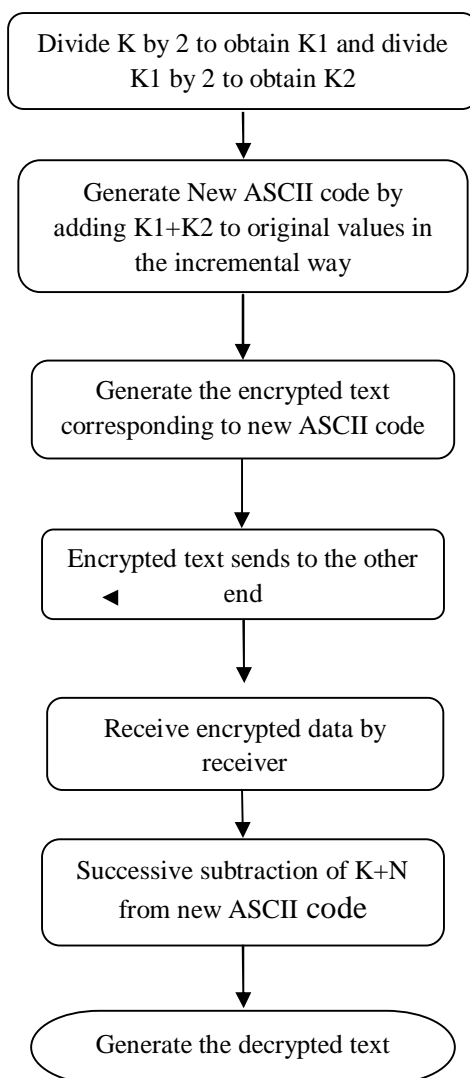 Divide K by 2 to obtain K1 and divide
K1 by 2 to obtain K2
Generate New ASCII code by
adding K1+K2 to original values in
the incremental way
Generate the encrypted text
corresponding to new ASCII code
Encrypted text sends to the other
end
Receive encrypted data by
receiver
Successive subtraction of K+N
from new ASCII code
Generate the decrypted text